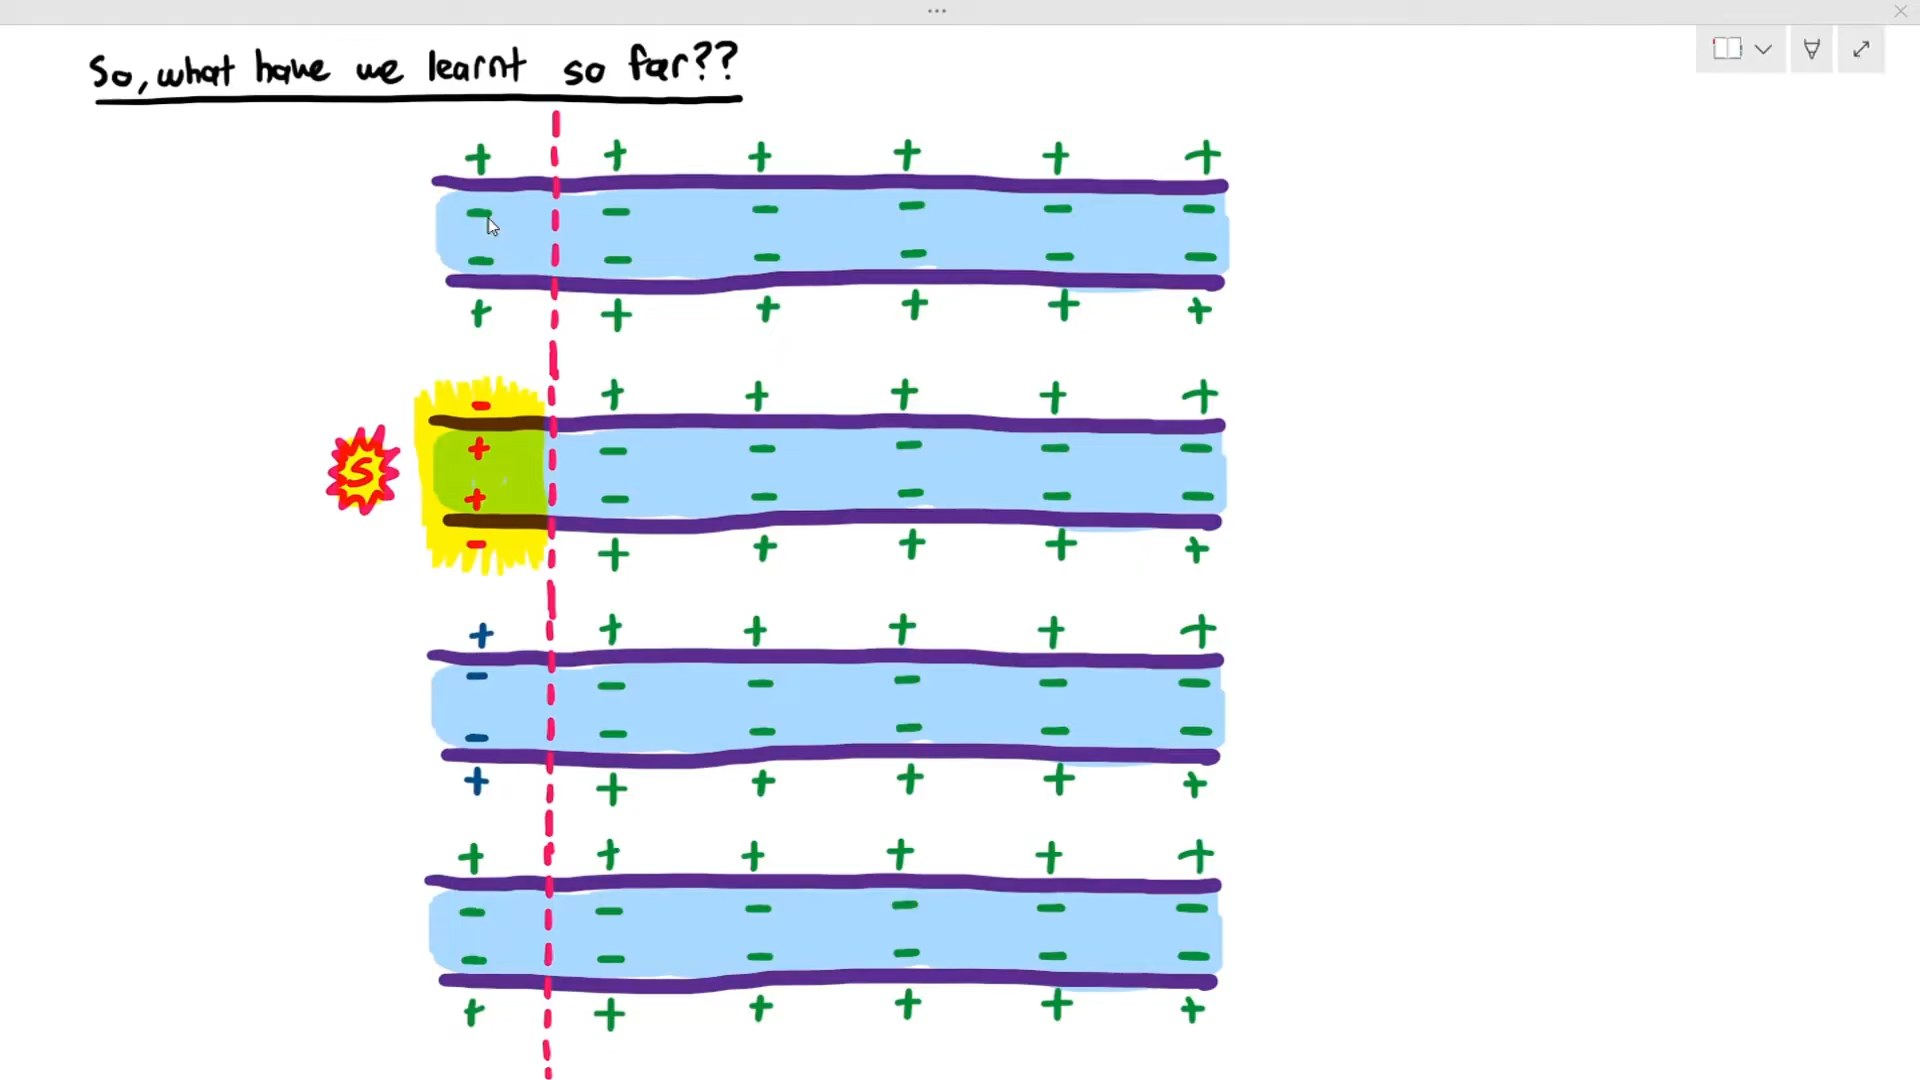 So, what have we learnt so far??
+ + + + + +
- - - - - -
- - - - - -
+ + + + + +
- + + + + +
+ - - - - -
S
+ - - - - -
- + + + + +
+ + + + + +
- - - - - -
- - - - - -
+ + + + + +
+ + + + + +
- - - - - -
- - - - - -
+ + + + + +